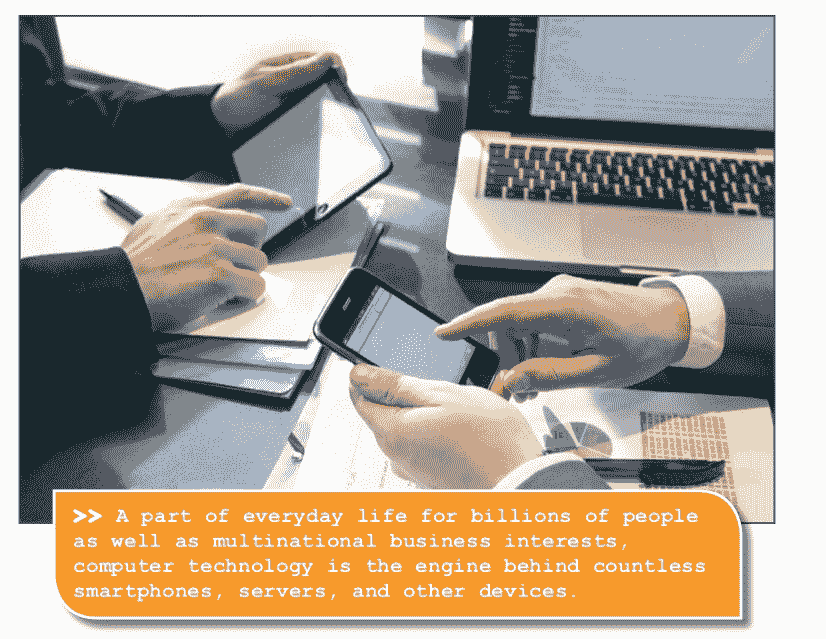 >> A part of everyday life for billions of people
as well as multinational business interests,
computer technology is the engine behind countless
smartphones, servers, and other devices.